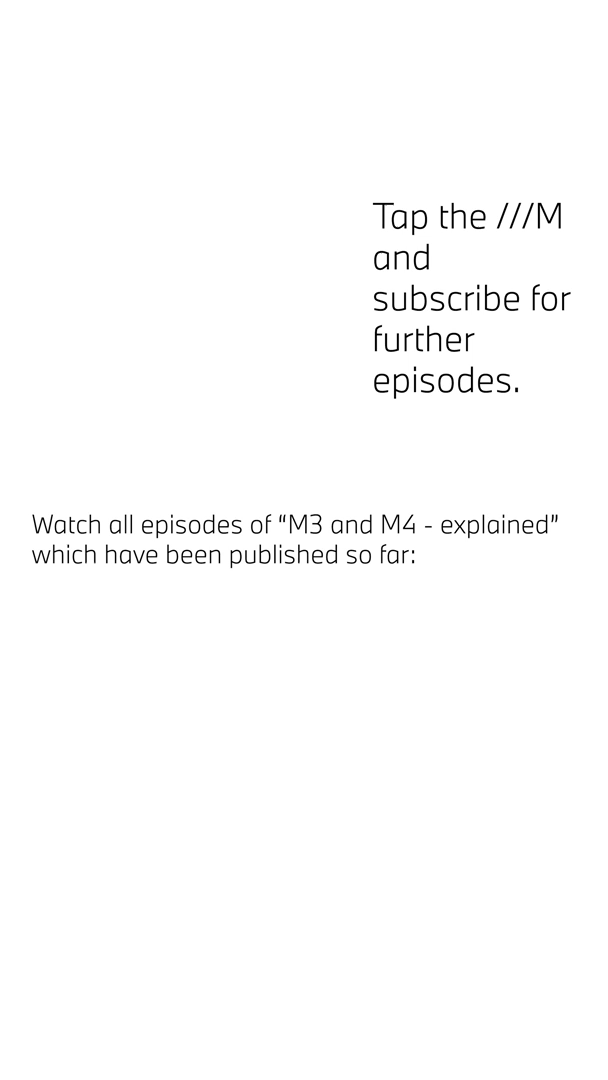 Tap the ///M
and
subscribe for
further
episodes.
Watch all episodes of “M3 and M4 - explained”
which have been published so far: